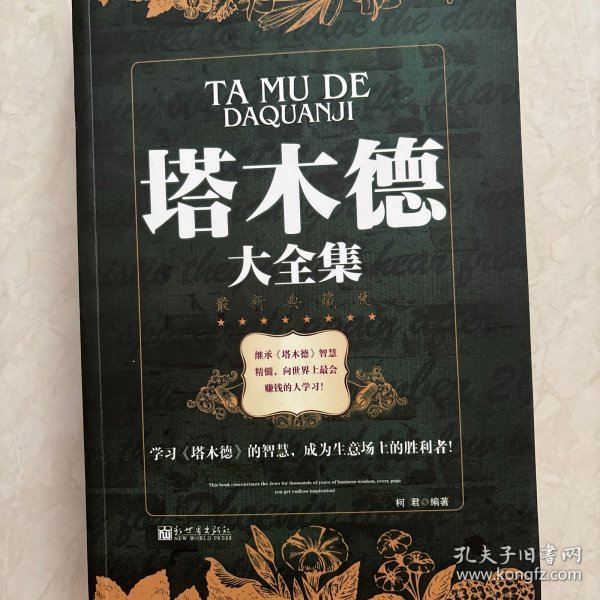 TA MU DE
DAQUANJI
塔木德
大全集
最新典藏版
★★★★★★★★
继承《塔木德》智慧
精髓，向世界上最会
赚钱的人学习！
学习《塔木德》的智慧，成为生意场上的胜利者！
This book concentrates the Jews for thousands of years of business wisdom, every page
you get endless inspiration!
柯 君◎编著
新世界出版社
NEW WORLD PRESS
孔夫子旧书网
www.kongfz.com